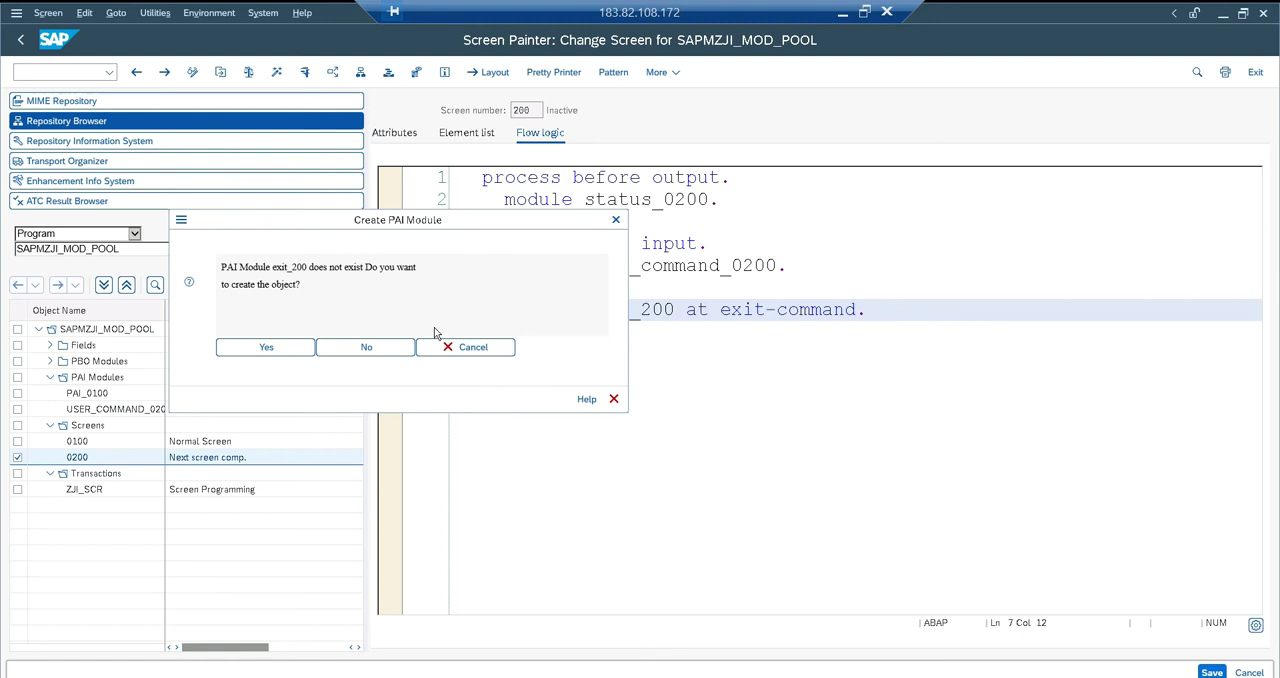 Screen Edit Goto Utilities Environment System Help
183.82.108.172
SAP
Screen Painter: Change Screen for SAPMZJI_MOD_POOL
Layout Pretty Printer Pattern More Exit
MIME Repository
Repository Browser
Repository Information System
Transport Organizer
Enhancement Info System
ATC Result Browser
Program
SAPMZJI_MOD_POOL
Object Name
SAPMZJI_MOD_POOL
Fields
PBO Modules
PAI Modules
PAI_0100
USER_COMMAND_020
Screens
0100 Normal Screen
0200 Next screen comp.
Transactions
ZJI_SCR Screen Programming
Screen number: 200 Inactive
Attributes Element list Flow logic
1 process before output.
2 module status_0200.
input.
_command_0200.
_200 at exit-command.
Create PAI Module
PAI Module exit_200 does not exist Do you want
to create the object?
Yes No Cancel
Help
ABAP Ln 7 Col 12 NUM
Save Cancel